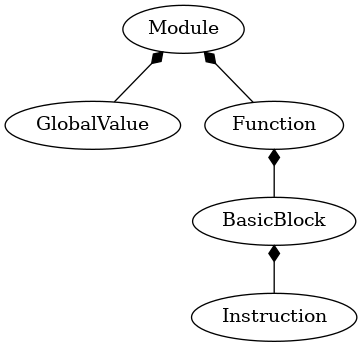 Module
GlobalValue
Function
BasicBlock
Instruction